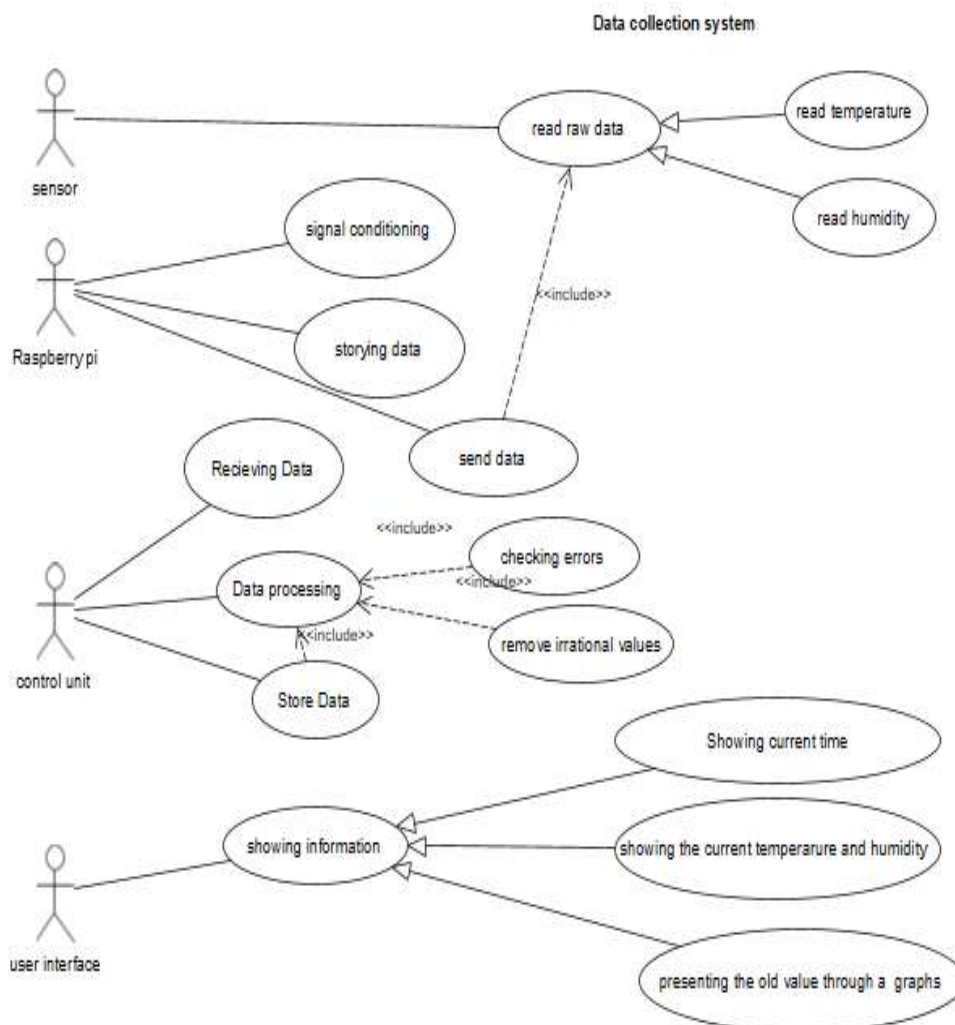 Data collection system
read temperature
read raw data
sensor
read humidity
signal conditioning
<<include>>
Raspberry pi
storying data
send data
Recieving Data
<<include>>
checking errors
<<include>>
Data processing
<<include>>
remove irrational values
control unit
Store Data
Showing current time
showing information
showing the current temperarure and humidity
user interface
presenting the old value through a graphs